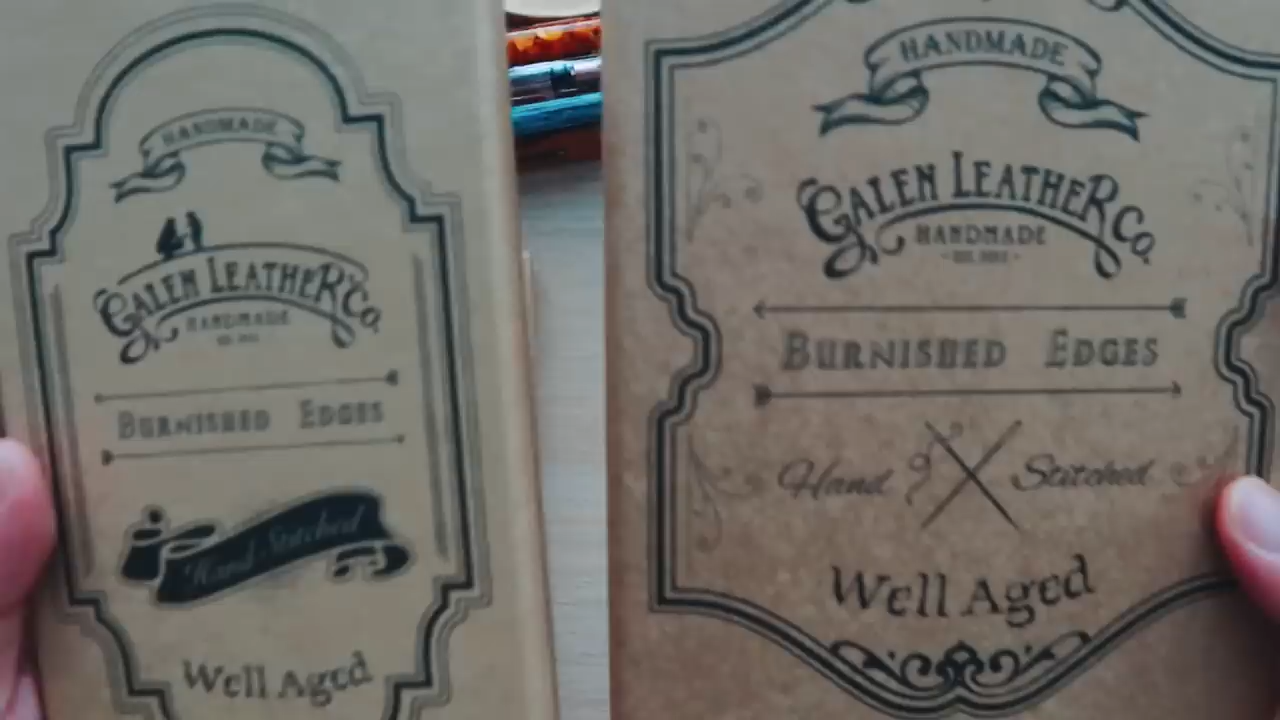 HANDMADE
GALEN LEATHER CO.
HANDMADE
BURNISHED EDGES
Hand Stitched
Well Aged
HANDMADE
GALEN LEATHER CO.
HANDMADE
BURNISHED EDGES
Hand Stitched
Well Aged